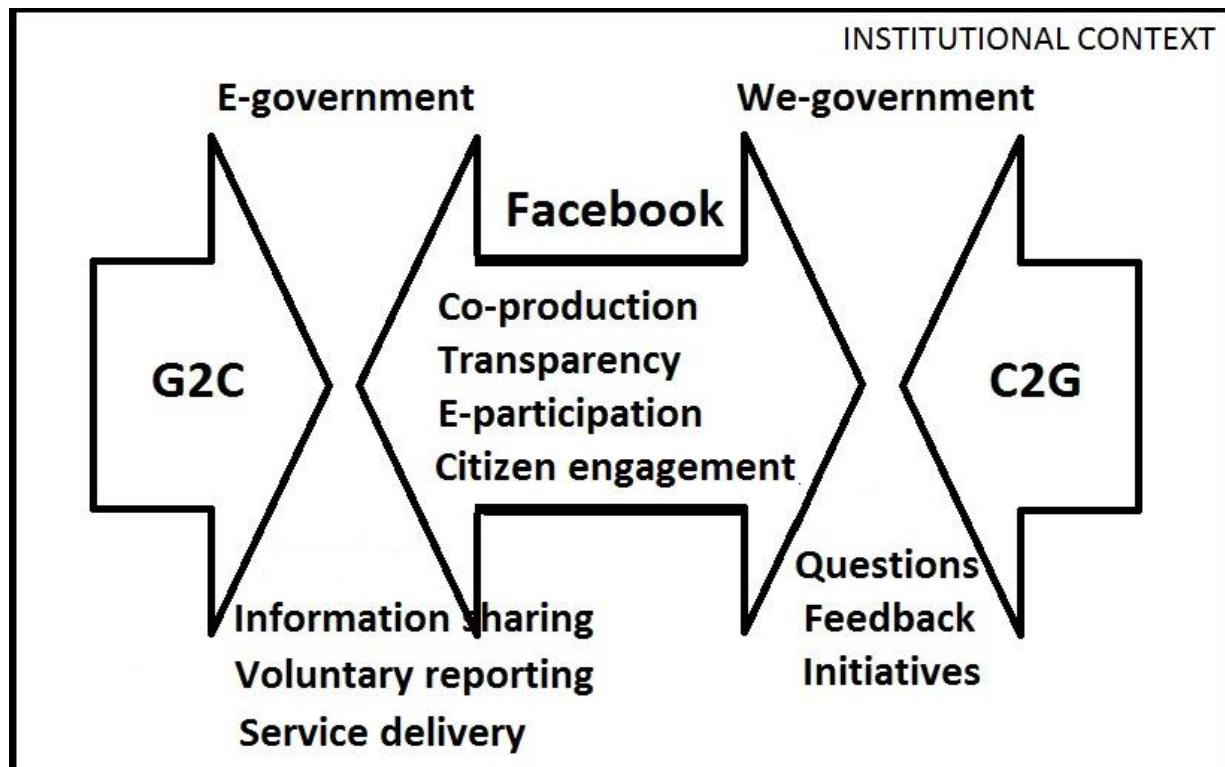 INSTITUTIONAL CONTEXT
E-government
We-government
Facebook
G2C
Co-production
Transparency
E-participation
Citizen engagement
C2G
Information sharing
Voluntary reporting
Service delivery
Questions
Feedback
Initiatives